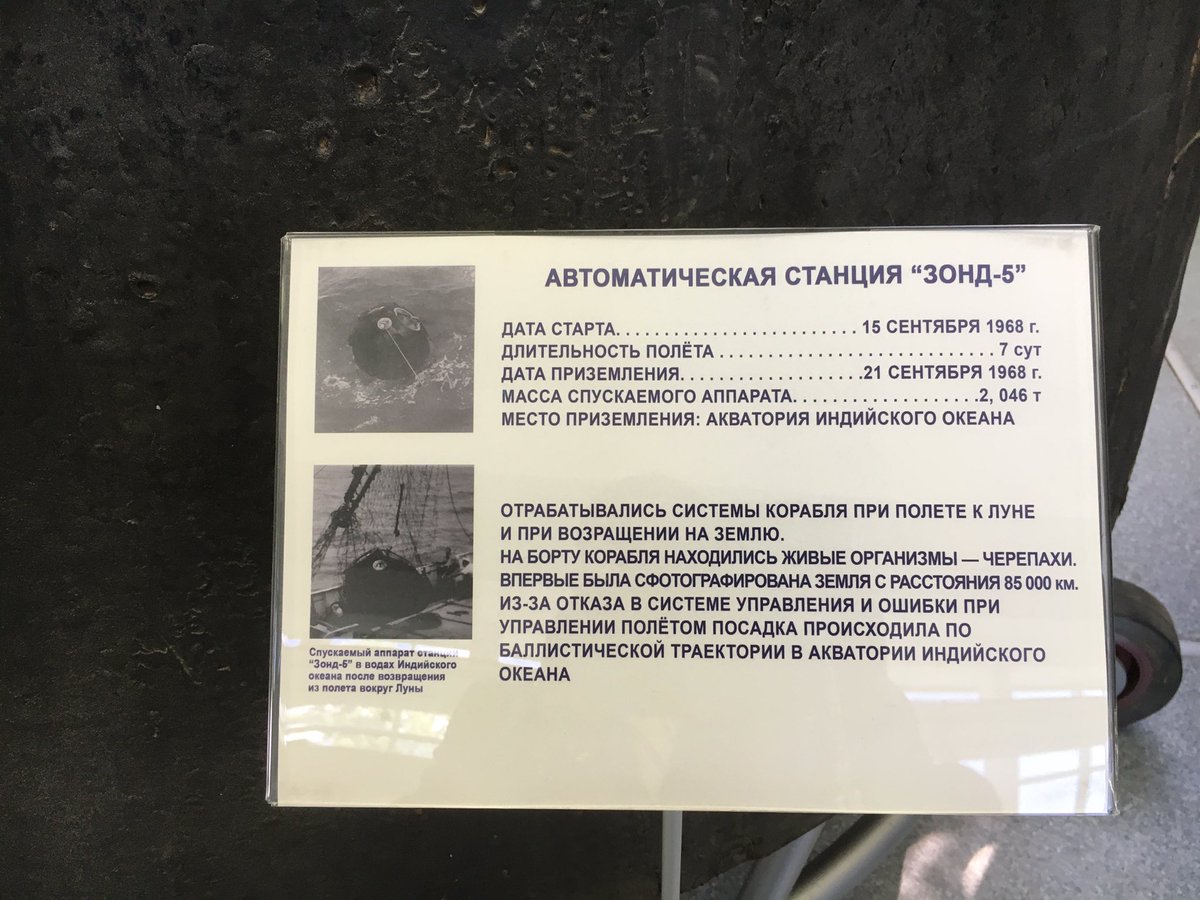 АВТОМАТИЧЕСКАЯ СТАНЦИЯ “ЗОНД-5”
ДАТА СТАРТА. . . . . . . . . . . . . . . . . . . . . . . . . 15 СЕНТЯБРЯ 1968 г.
ДЛИТЕЛЬНОСТЬ ПОЛЁТА . . . . . . . . . . . . . . . . . . . . . . . . . . . . 7 сут
ДАТА ПРИЗЕМЛЕНИЯ. . . . . . . . . . . . . . . . . . .21 СЕНТЯБРЯ 1968 г.
МАССА СПУСКАЕМОГО АППАРАТА. . . . . . . . . . . . . . . . . . .2, 046 т
МЕСТО ПРИЗЕМЛЕНИЯ: АКВАТОРИЯ ИНДИЙСКОГО ОКЕАНА
ОТРАБАТЫВАЛИСЬ СИСТЕМЫ КОРАБЛЯ ПРИ ПОЛЕТЕ К ЛУНЕ
И ПРИ ВОЗРАЩЕНИИ НА ЗЕМЛЮ.
НА БОРТУ КОРАБЛЯ НАХОДИЛИСЬ ЖИВЫЕ ОРГАНИЗМЫ — ЧЕРЕПАХИ.
ВПЕРВЫЕ БЫЛА СФОТОГРАФИРОВАНА ЗЕМЛЯ С РАССТОЯНИЯ 85 000 км.
ИЗ-ЗА ОТКАЗА В СИСТЕМЕ УПРАВЛЕНИЯ И ОШИБКИ ПРИ
УПРАВЛЕНИИ ПОЛЁТОМ ПОСАДКА ПРОИСХОДИЛА ПО
БАЛЛИСТИЧЕСКОЙ ТРАЕКТОРИИ В АКВАТОРИИ ИНДИЙСКОГО
ОКЕАНА
Спускаемый аппарат станции
“Зонд-5” в водах Индийского
океана после возвращения
из полета вокруг Луны